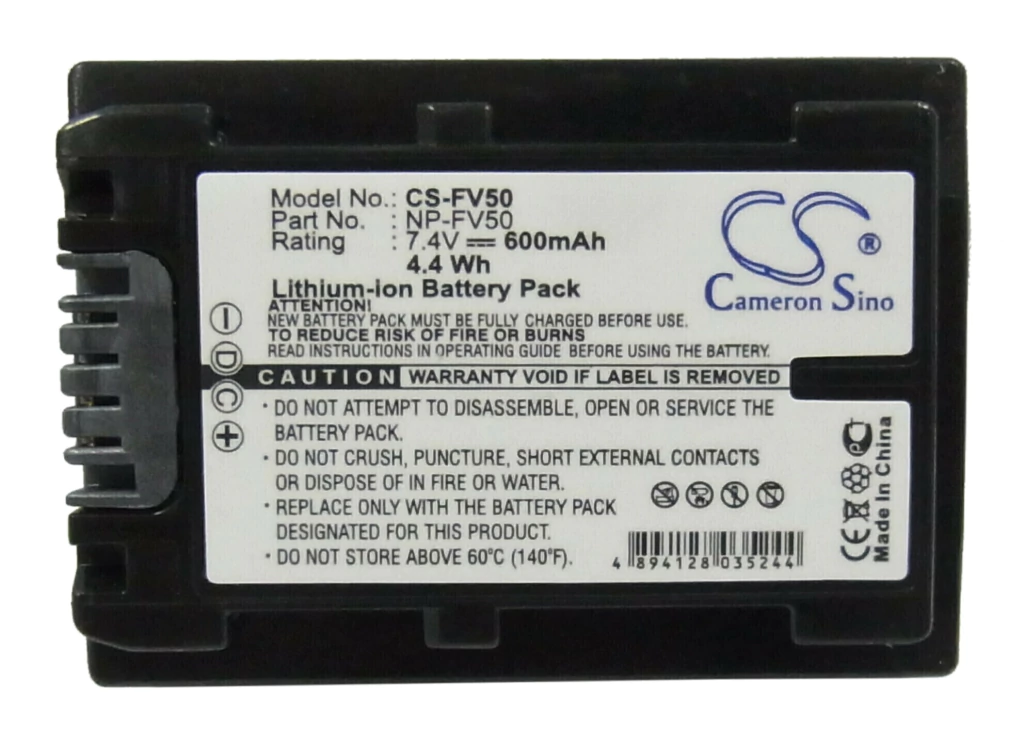 Model No.: CS-FV50
Part No. : NP-FV50
Rating : 7.4V 600mAh
4.4 Wh
Lithium-ion Battery Pack
ATTENTION!
NEW BATTERY PACK MUST BE FULLY CHARGED BEFORE USE.
TO REDUCE RISK OF FIRE OR BURNS
READ INSTRUCTIONS IN OPERATING GUIDE BEFORE USING THE BATTERY.
CS®
Cameron Sino
− D C +
CAUTION WARRANTY VOID IF LABEL IS REMOVED
· DO NOT ATTEMPT TO DISASSEMBLE, OPEN OR SERVICE THE
BATTERY PACK.
· DO NOT CRUSH, PUNCTURE, SHORT EXTERNAL CONTACTS
OR DISPOSE OF IN FIRE OR WATER.
· REPLACE ONLY WITH THE BATTERY PACK
DESIGNATED FOR THIS PRODUCT.
· DO NOT STORE ABOVE 60°C (140°F).
4 894128 035244
CE
Made in China